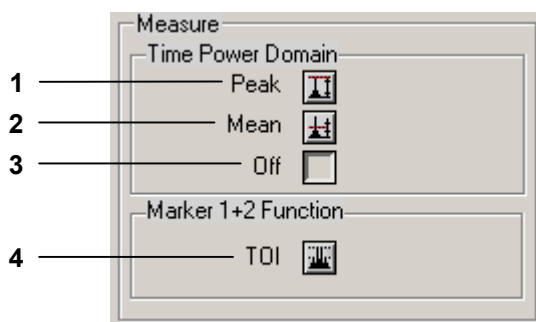 Measure
Time Power Domain
1 Peak
2 Mean
3 Off
Marker 1+2 Function
4 TOI